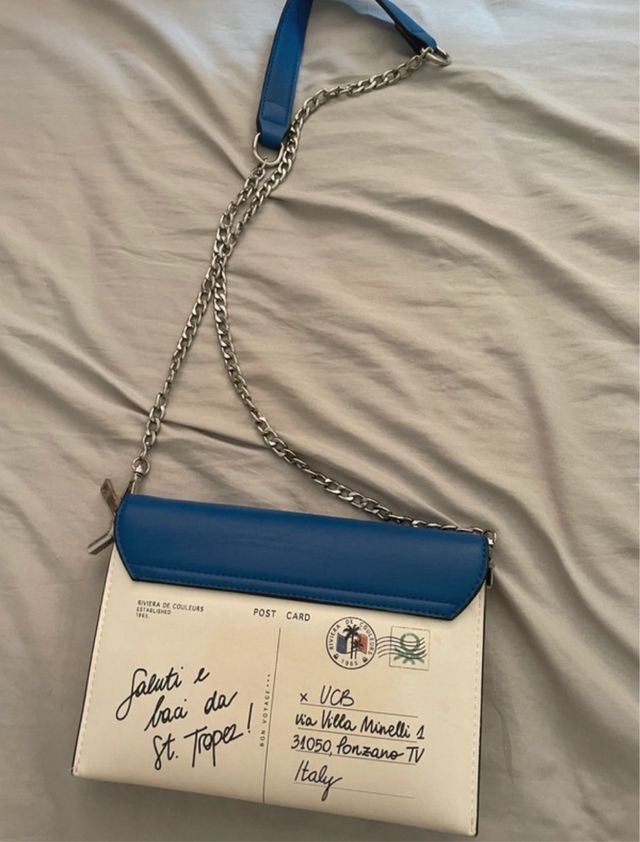 RIVIERA DE COULEURS
ESTABLISHED
1965.
POST CARD
RIVIERA DE COULEURS
1965
Saluti e
baci da
St. Tropez!
BON VOYAGE
x UCB
via Villa Minelli 1
31050, Ponzano TV
Italy